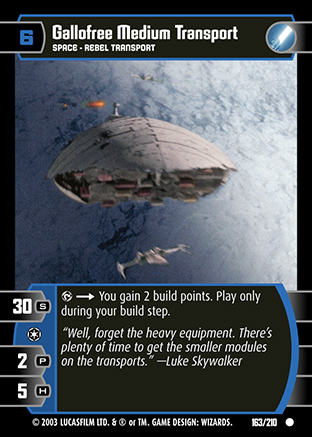 6 Gallofree Medium Transport
SPACE - REBEL TRANSPORT
30 S
2 P
5 H
You gain 2 build points. Play only
during your build step.
"Well, forget the heavy equipment. There's
plenty of time to get the smaller modules
on the transports." —Luke Skywalker
© 2003 LUCASFILM LTD. & ® or TM. GAME DESIGN: WIZARDS. 163/210